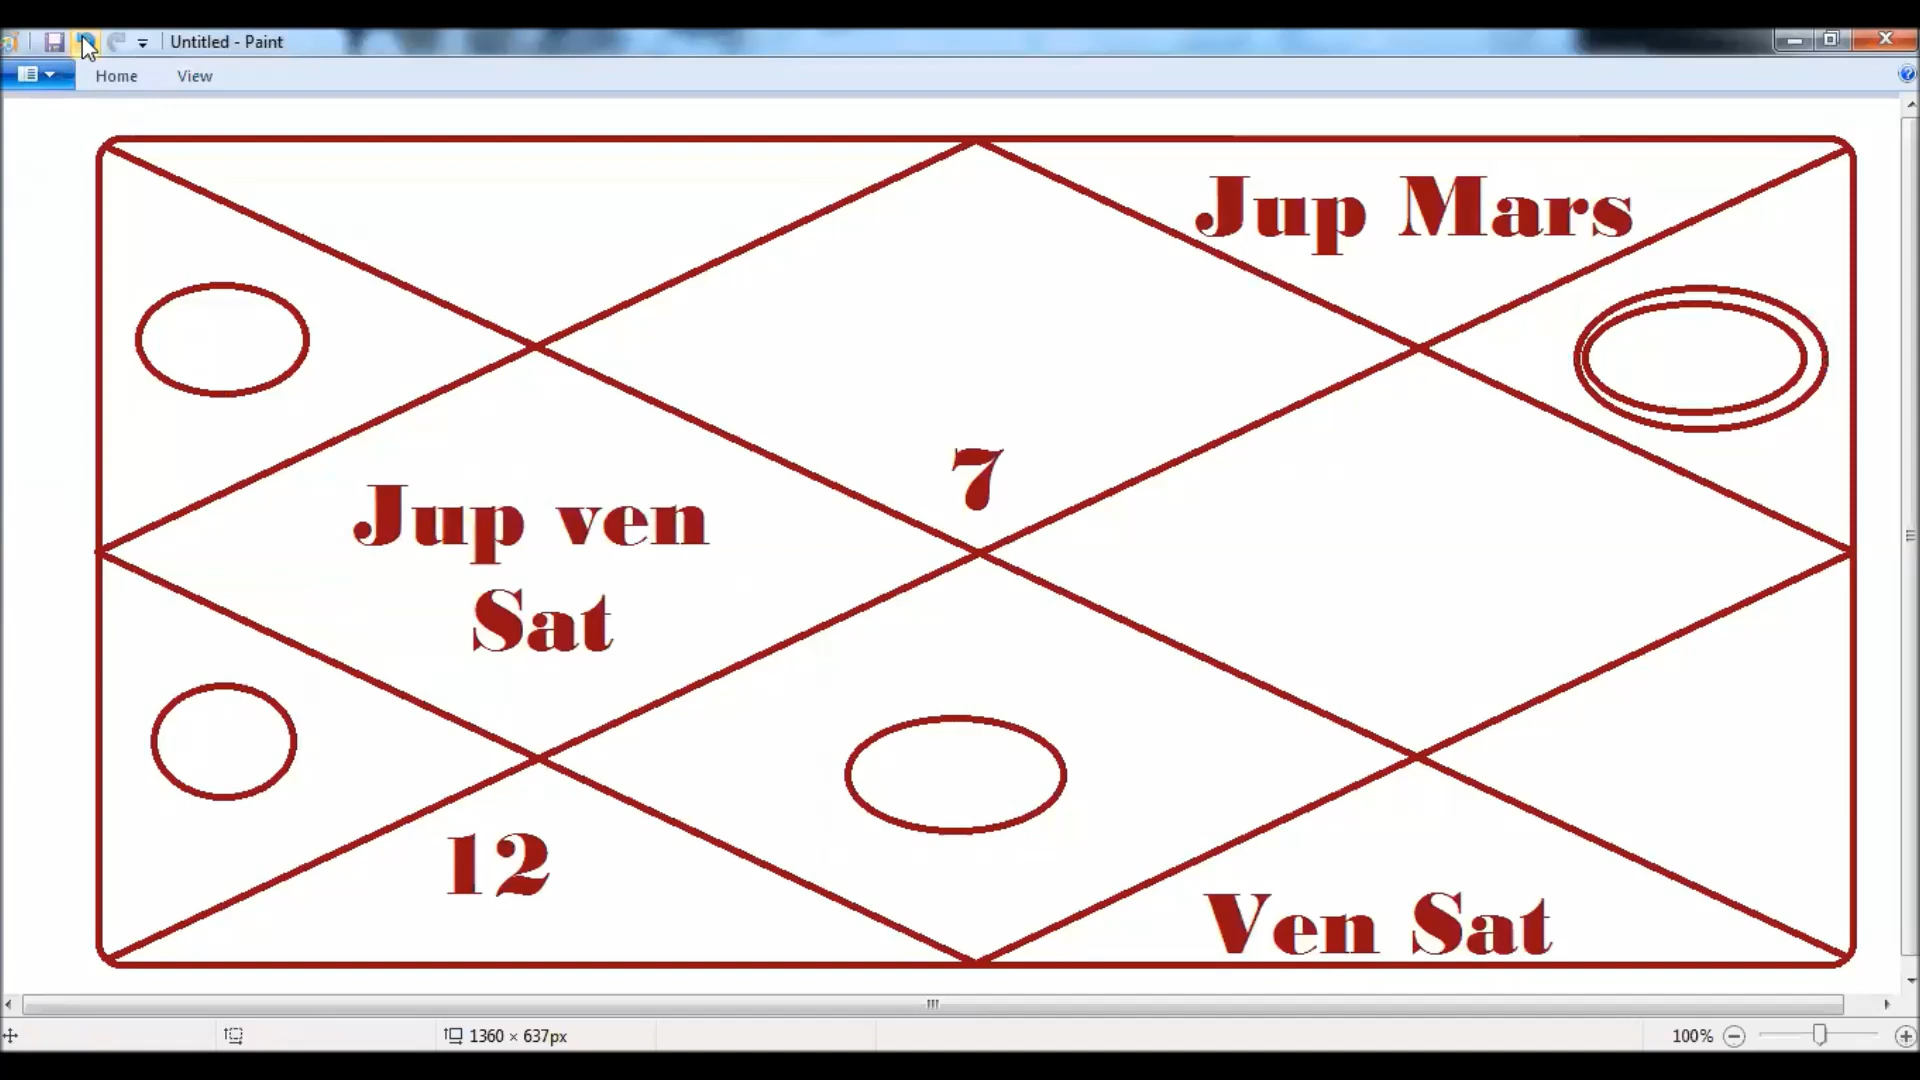 Untitled - Paint
Home View
Jup Mars
7
Jup ven
Sat
12
Ven Sat
1360 × 637px
100%